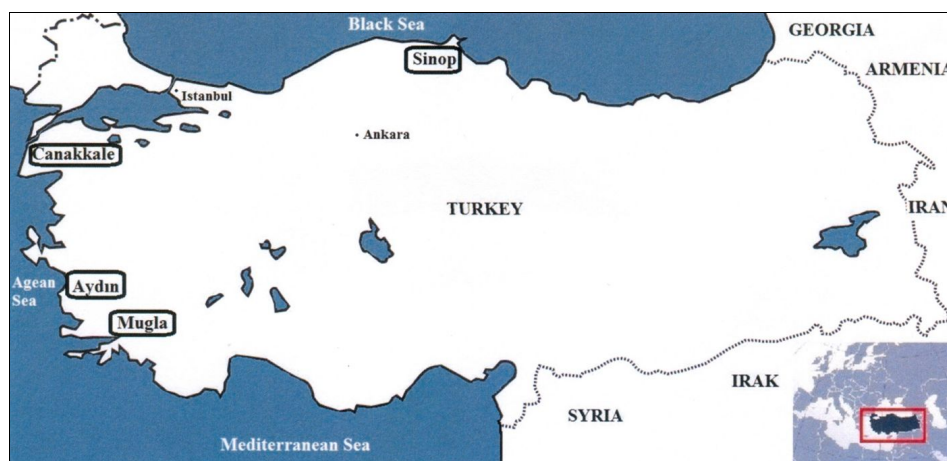 Black Sea
GEORGIA
Sinop
ARMENIA
Istanbul
Ankara
Canakkale
TURKEY
IRAN
Agean
Sea
Aydın
Mugla
IRAK
SYRIA
Mediterranean Sea